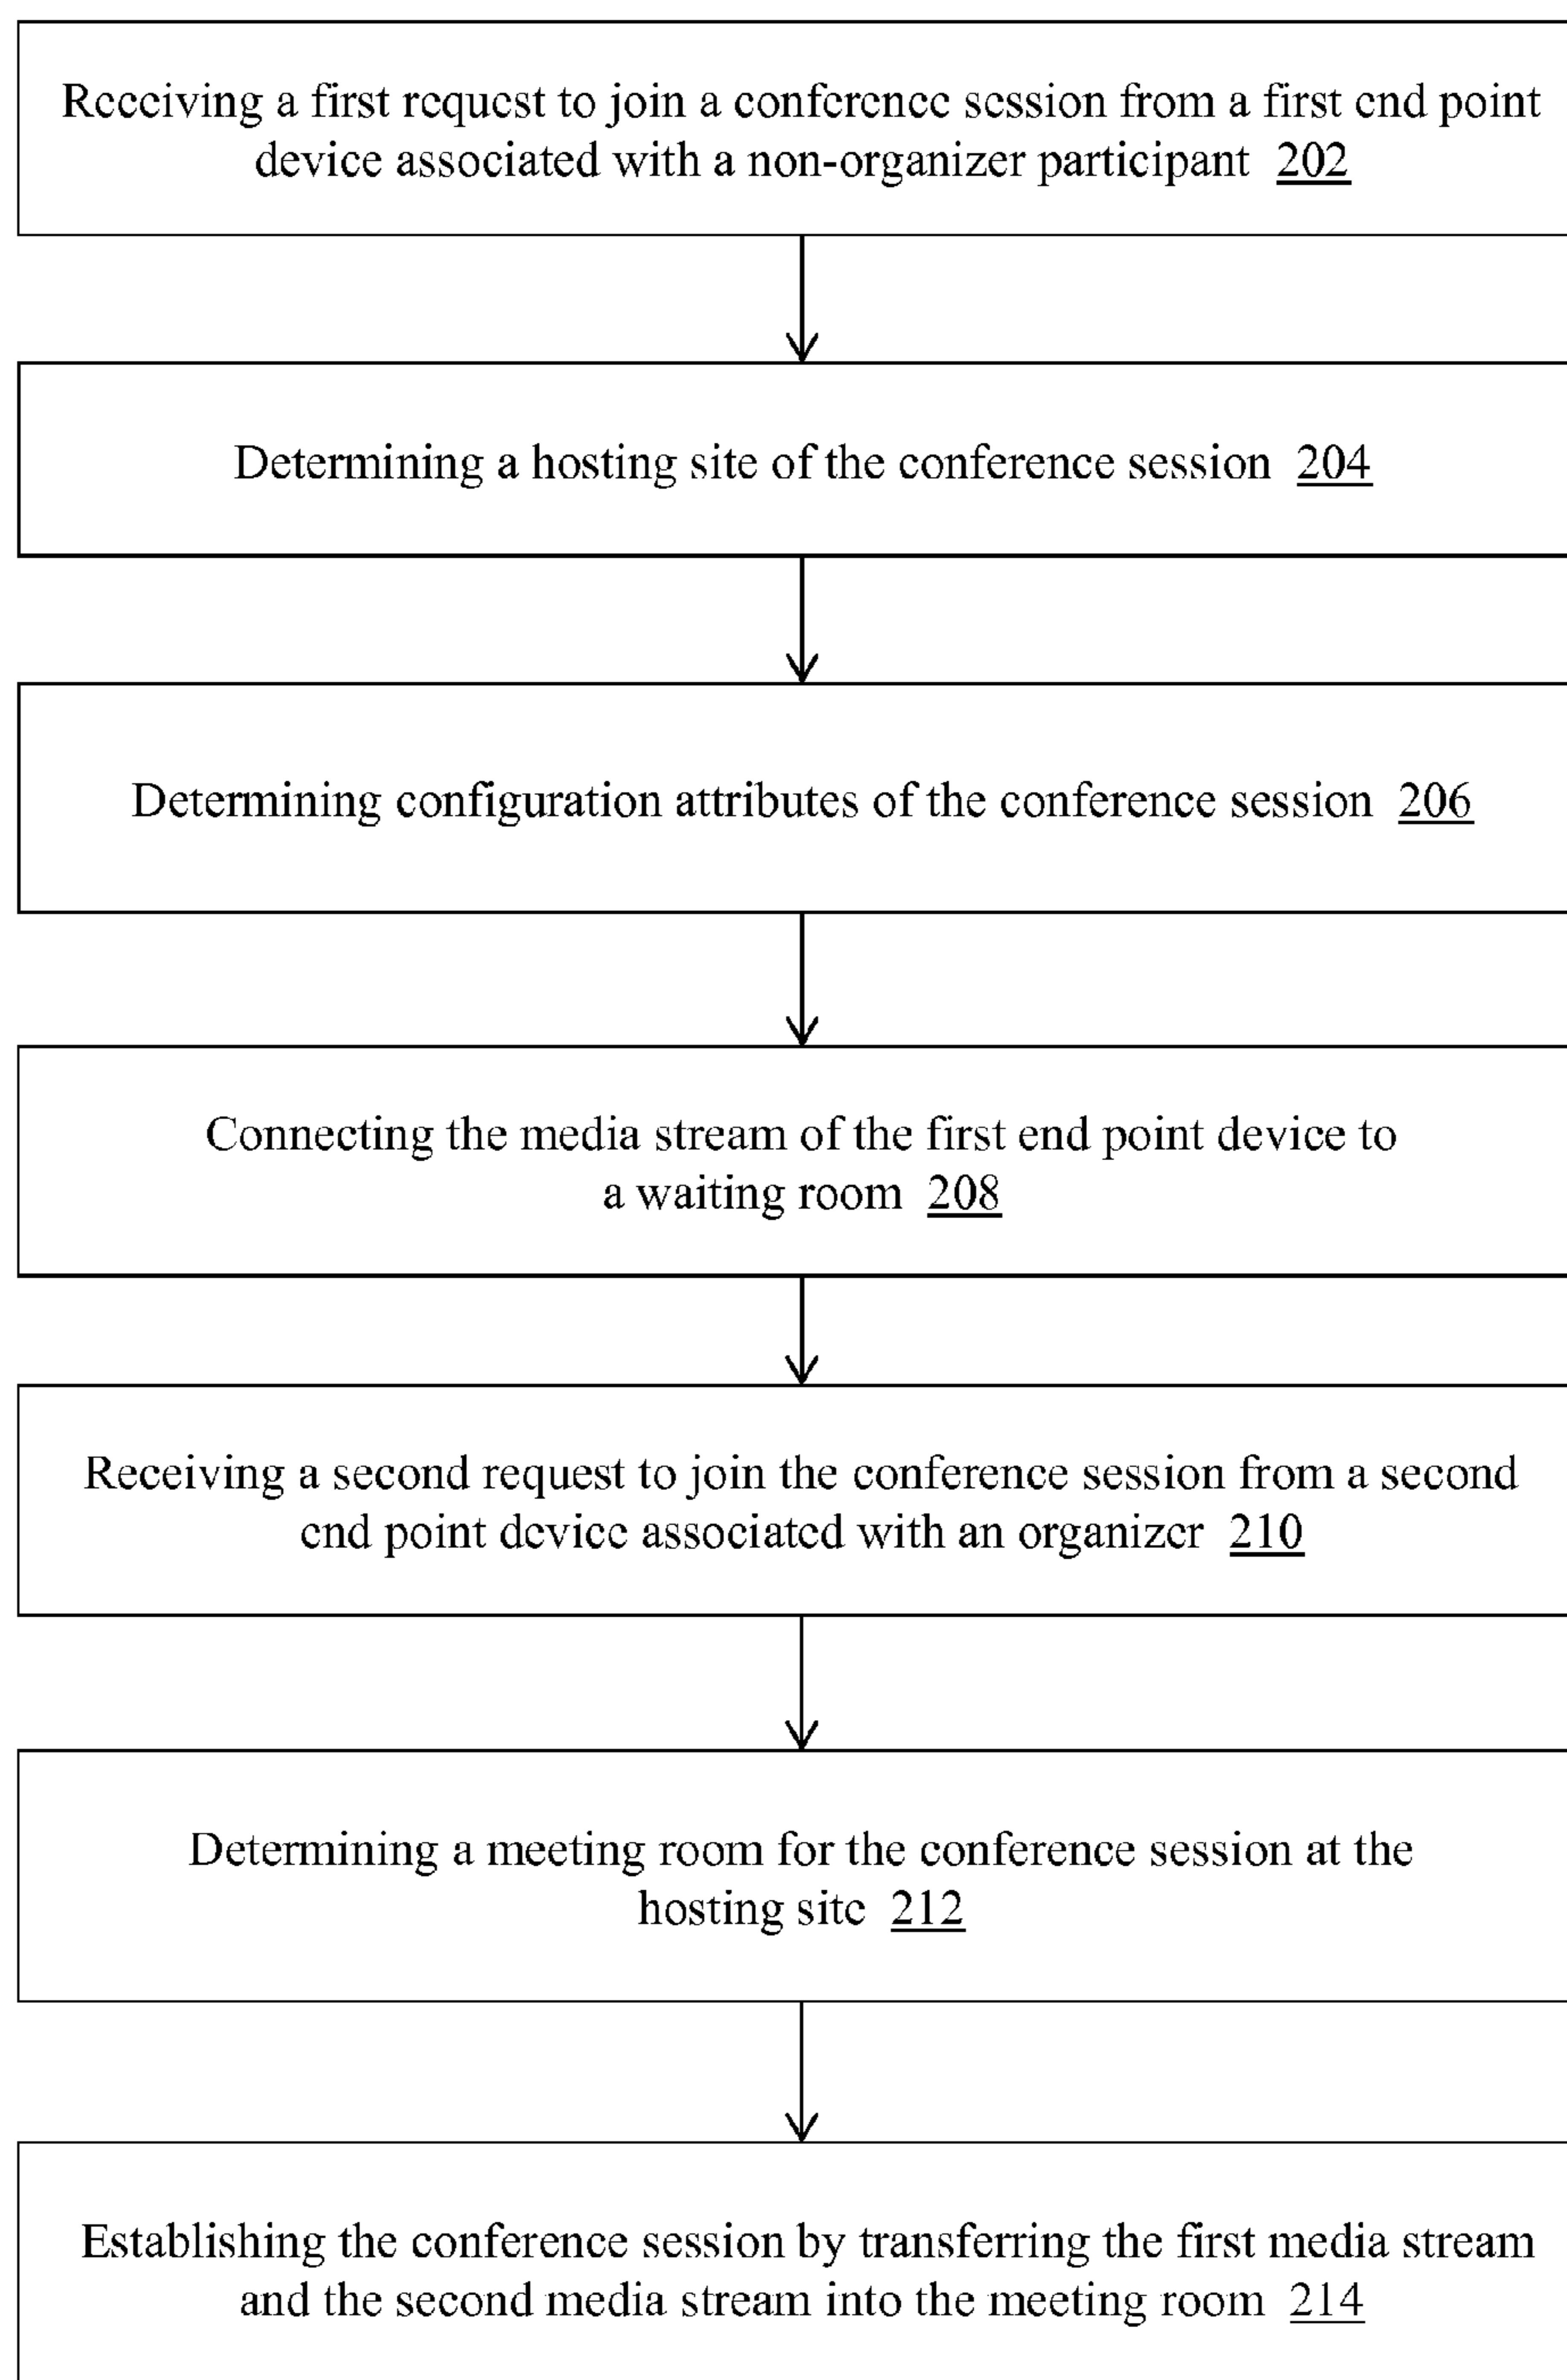 Receiving a first request to join a conference session from a first end point
device associated with a non-organizer participant 202
Determining a hosting site of the conference session 204
Determining configuration attributes of the conference session 206
Connecting the media stream of the first end point device to
a waiting room 208
Receiving a second request to join the conference session from a second
end point device associated with an organizer 210
Determining a meeting room for the conference session at the
hosting site 212
Establishing the conference session by transferring the first media stream
and the second media stream into the meeting room 214